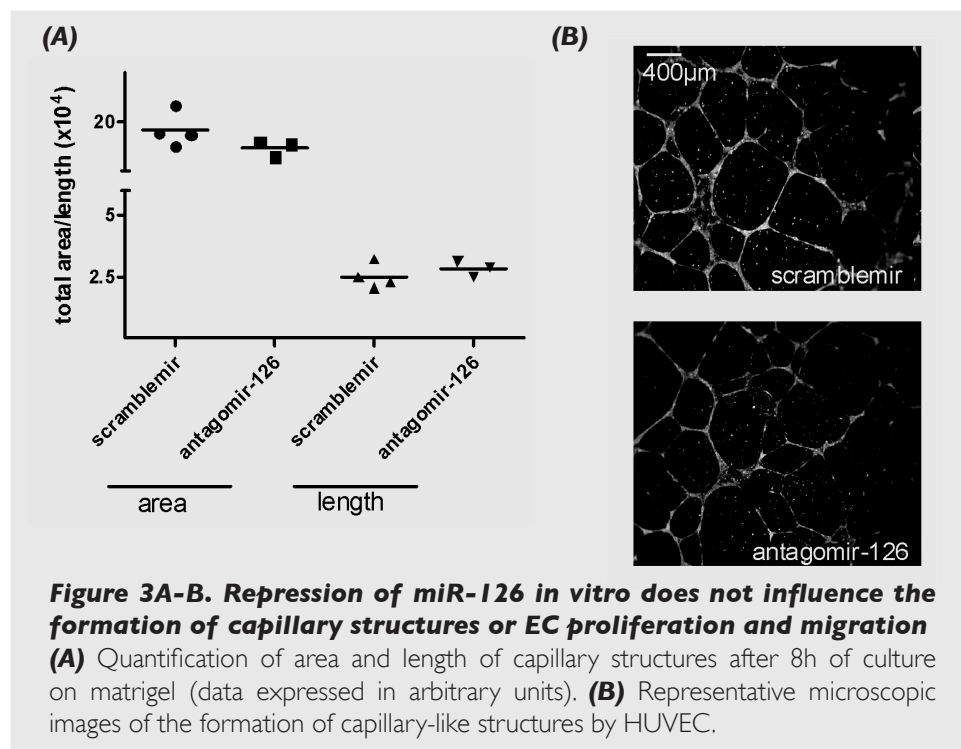 (A)
total area/length (x10⁴)
20
5
2.5
scramblemir
antagomir-126
scramblemir
antagomir-126
area
length
(B)
400µm
scramblemir
antagomir-126
Figure 3A-B. Repression of miR-126 in vitro does not influence the
formation of capillary structures or EC proliferation and migration
(A) Quantification of area and length of capillary structures after 8h of culture
on matrigel (data expressed in arbitrary units). (B) Representative microscopic
images of the formation of capillary-like structures by HUVEC.